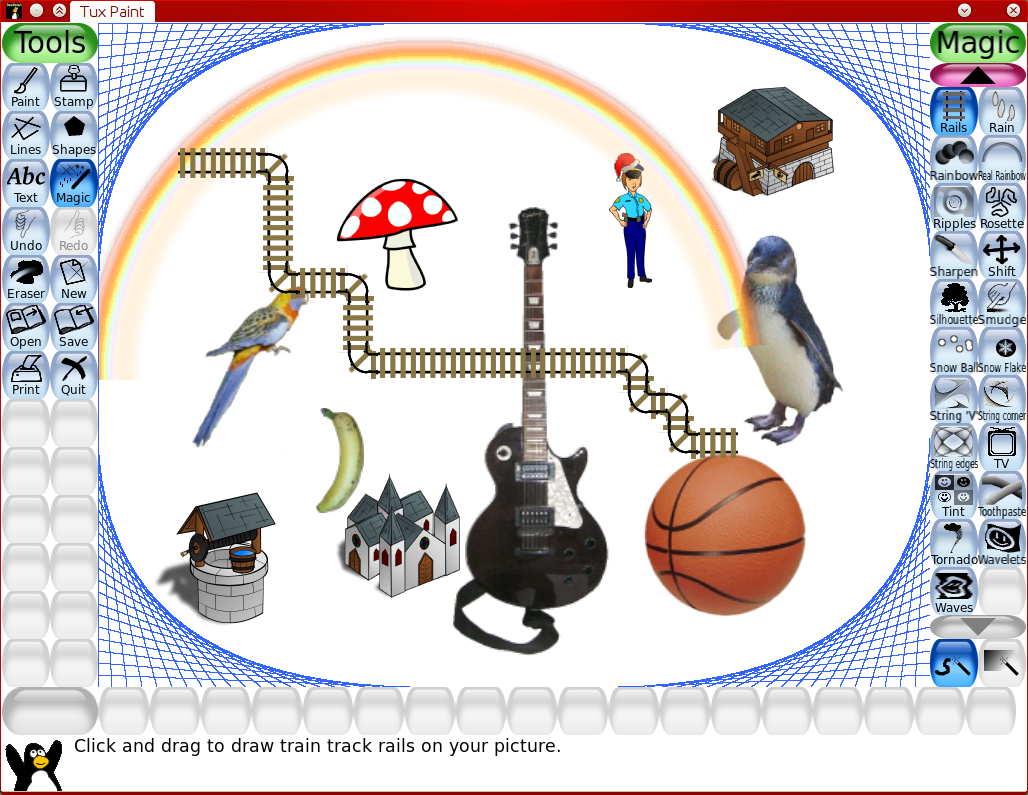 Tux Paint
Tools
Magic
Paint
Stamp
Lines
Shapes
Abc
Text
Magic
Undo
Redo
Eraser
New
Open
Save
Print
Quit
Rails
Rain
Rainbow
Real Rainbow
Ripples
Rosette
Sharpen
Shift
Silhouette
Smudge
Snow Ball
Snow Flake
String 'V'
String corner
String edges
TV
Tint
Toothpaste
Tornado
Wavelets
Waves
Click and drag to draw train track rails on your picture.